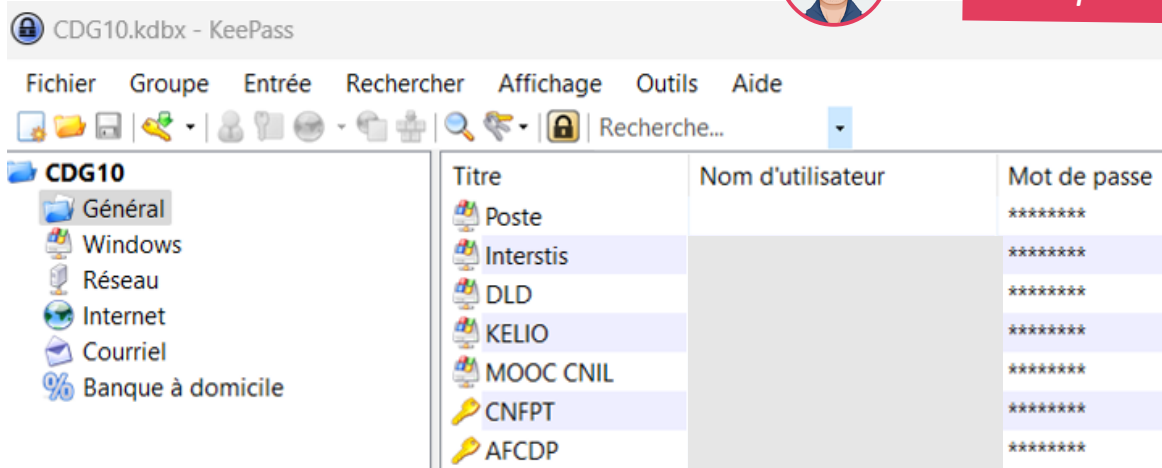 CDG10.kdbx - KeePass
Fichier Groupe Entrée Rechercher Affichage Outils Aide
Recherche...
CDG10
Général
Windows
Réseau
Internet
Courriel
Banque à domicile
Titre Nom d'utilisateur Mot de passe
Poste ********
Interstis ********
DLD ********
KELIO ********
MOOC CNIL ********
CNFPT ********
AFCDP ********